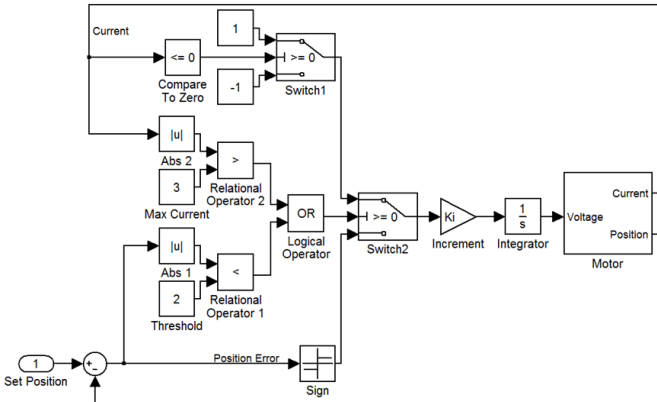 Current
1
<= 0
>= 0
Compare
To Zero
-1
Switch1
|u|
Abs 2
>
3
Relational
Operator 2
Max Current
OR
Logical
Operator
>= 0
Switch2
Ki
Increment
1
s
Integrator
Current
Voltage
Position
Motor
|u|
Abs 1
<
2
Relational
Operator 1
Threshold
1
Set Position
+
-
Position Error
Sign